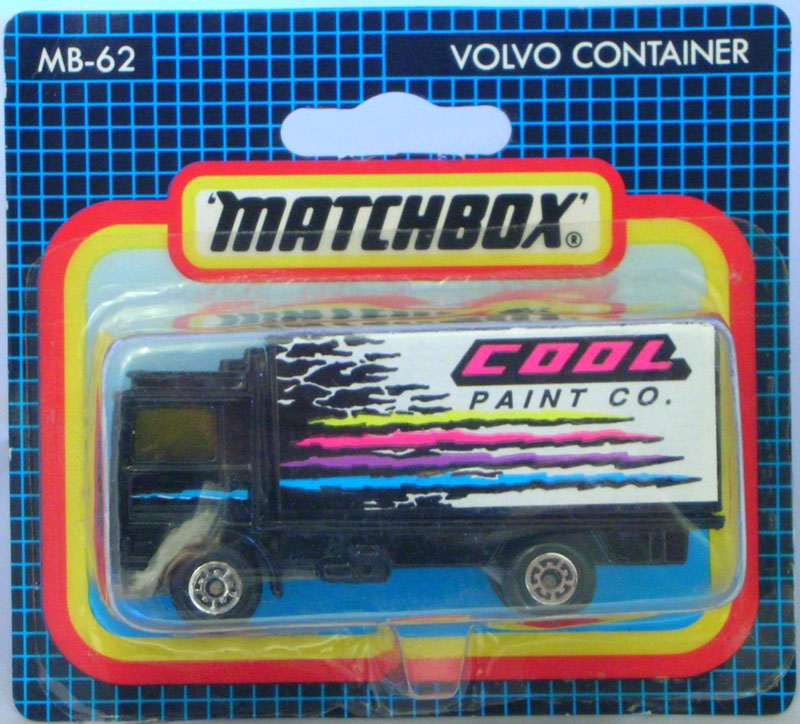 MB-62
VOLVO CONTAINER
'MATCHBOX'®
COOL
PAINT CO.